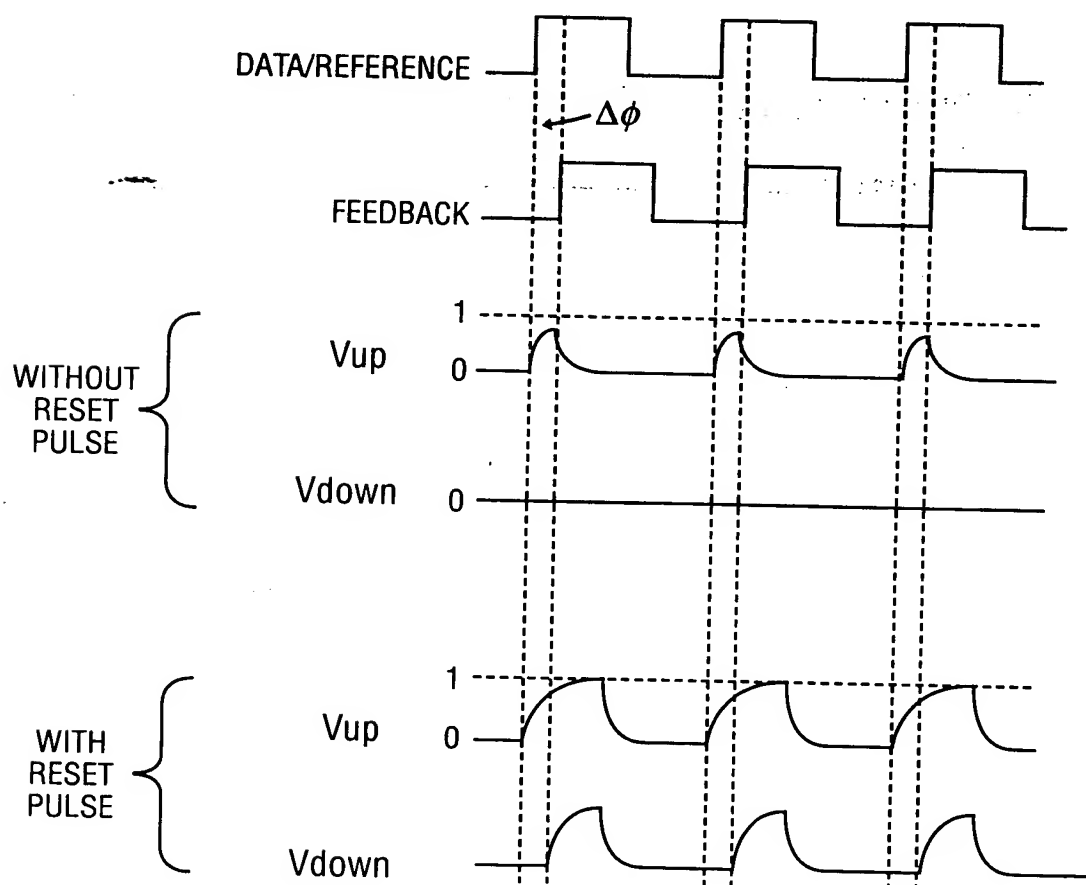 DATA/REFERENCE
Δϕ
FEEDBACK
WITHOUT
RESET
PULSE
1
Vup
0
Vdown
0
WITH
RESET
PULSE
1
Vup
0
Vdown